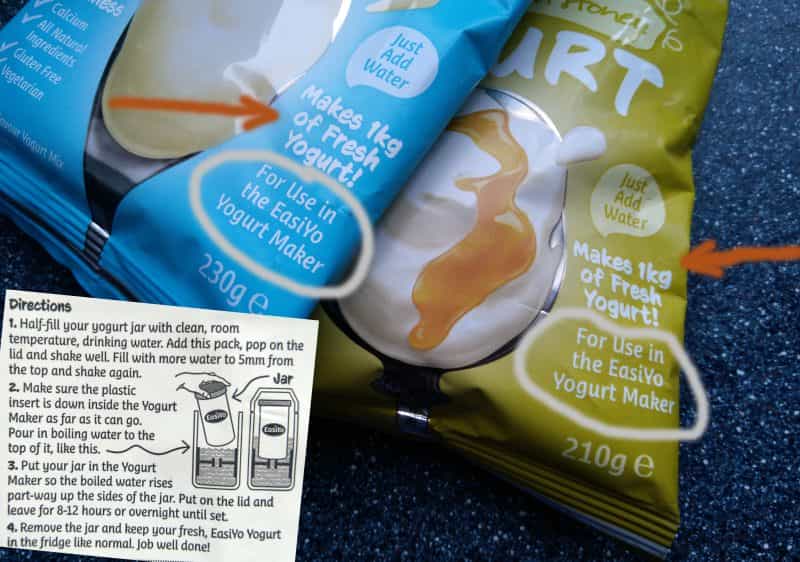 Calcium
All Natural
Ingredients
Gluten Free
Vegetarian
Yogurt Mix
Just
Add
Water
Makes 1kg
of Fresh
Yogurt!
For Use in
the EasiYo
Yogurt Maker
230g e
URT
Just
Add
Water
Makes 1kg
of Fresh
Yogurt!
For Use in
the EasiYo
Yogurt Maker
210g e
Directions
1. Half-fill your yogurt jar with clean, room
temperature, drinking water. Add this pack, pop on the
lid and shake well. Fill with more water to 5mm from
the top and shake again.
2. Make sure the plastic
insert is down inside the Yogurt
Maker as far as it can go.
Pour in boiling water to the
top of it, like this.
Jar
EasiYo
EasiYo
3. Put your jar in the Yogurt
Maker so the boiled water rises
part-way up the sides of the jar. Put on the lid and
leave for 8-12 hours or overnight until set.
4. Remove the jar and keep your fresh, EasiYo Yogurt
in the fridge like normal. Job well done!